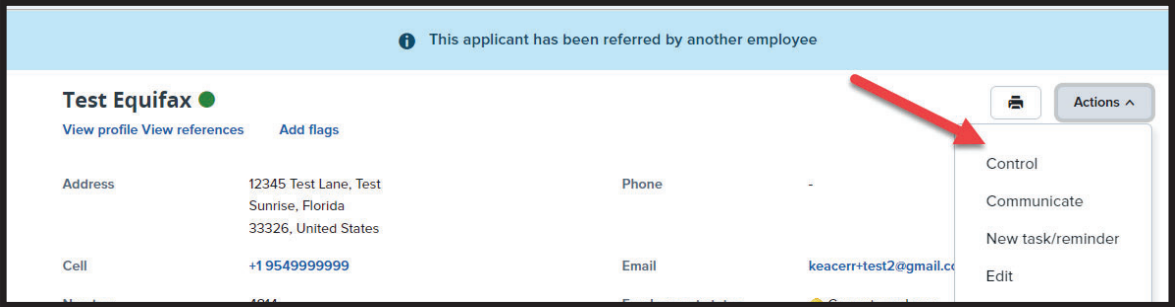 This applicant has been referred by another employee
Test Equifax
Actions
View profile View references Add flags
Control
Address 12345 Test Lane, Test Phone -
Sunrise, Florida
33326, United States
Communicate
New task/reminder
Cell +1 9549999999 Email keacerr+test2@gmail.co
Edit